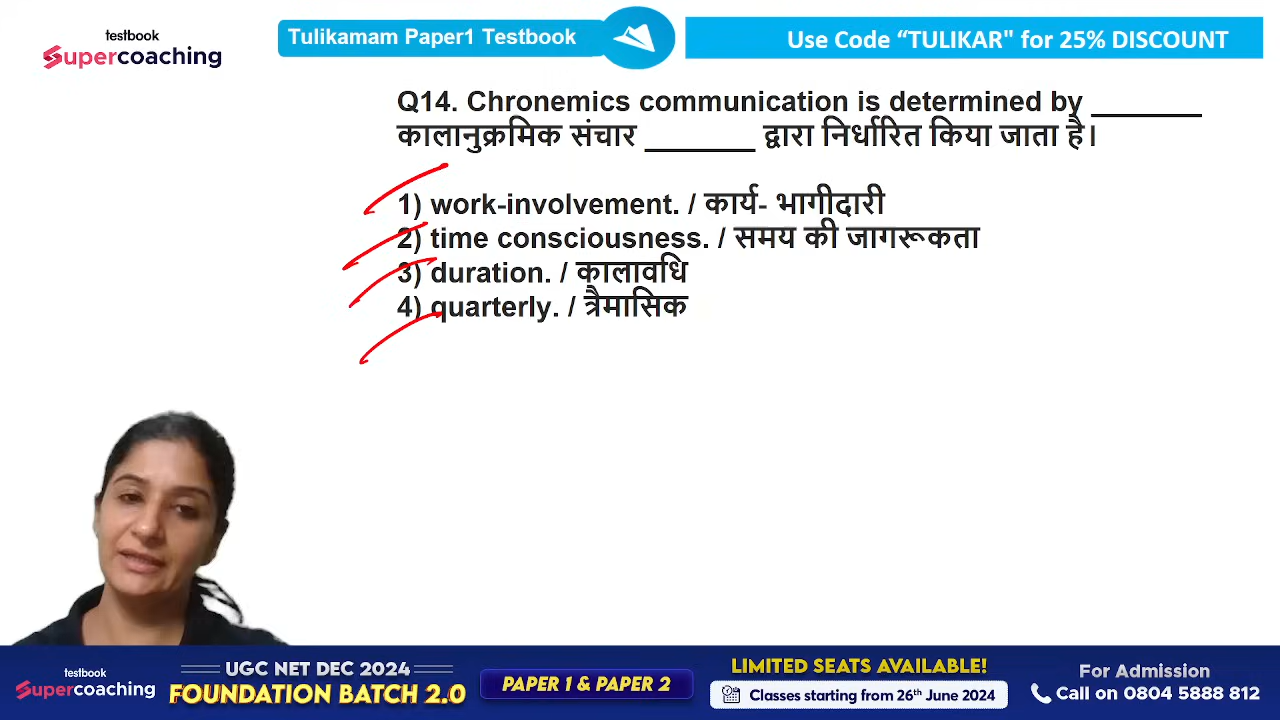 testbook
Supercoaching
Tulikamam Paper1 Testbook
Use Code “TULIKAR" for 25% DISCOUNT
Q14. Chronemics communication is determined by ________
कालानुक्रमिक संचार ________ द्वारा निर्धारित किया जाता है।
1) work-involvement. / कार्य- भागीदारी
2) time consciousness. / समय की जागरूकता
3) duration. / कालावधि
4) quarterly. / त्रैमासिक
testbook
Supercoaching
UGC NET DEC 2024
FOUNDATION BATCH 2.0
PAPER 1 & PAPER 2
LIMITED SEATS AVAILABLE!
Classes starting from 26th June 2024
For Admission
Call on 0804 5888 812